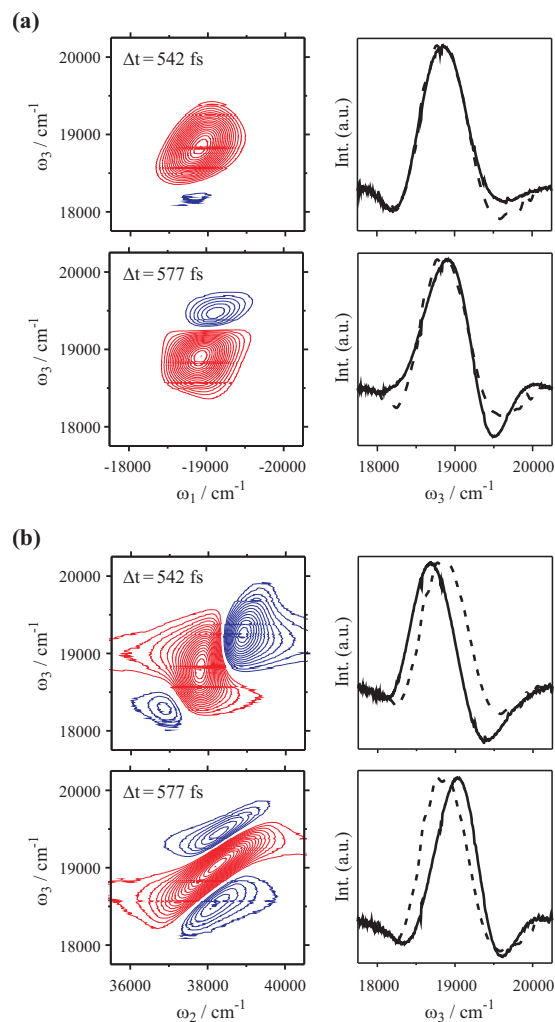 (a)
Δt = 542 fs
20000
19000
18000
ω3 / cm-1
Int. (a.u.)
Δt = 577 fs
20000
19000
18000
ω3 / cm-1
-18000 -19000 -20000
ω1 / cm-1
Int. (a.u.)
18000 19000 20000
ω3 / cm-1
(b)
Δt = 542 fs
20000
19000
18000
ω3 / cm-1
Int. (a.u.)
Δt = 577 fs
20000
19000
18000
ω3 / cm-1
36000 38000 40000
ω2 / cm-1
Int. (a.u.)
18000 19000 20000
ω3 / cm-1